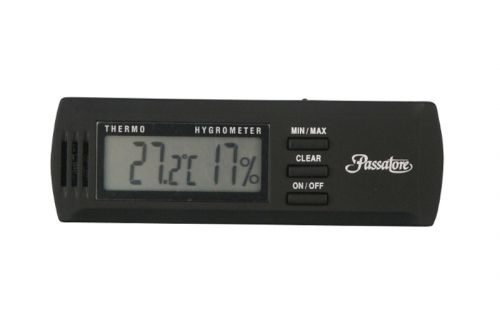 THERMO HYGROMETER
27.2°C 17%
MIN / MAX
CLEAR
ON / OFF
Passatore